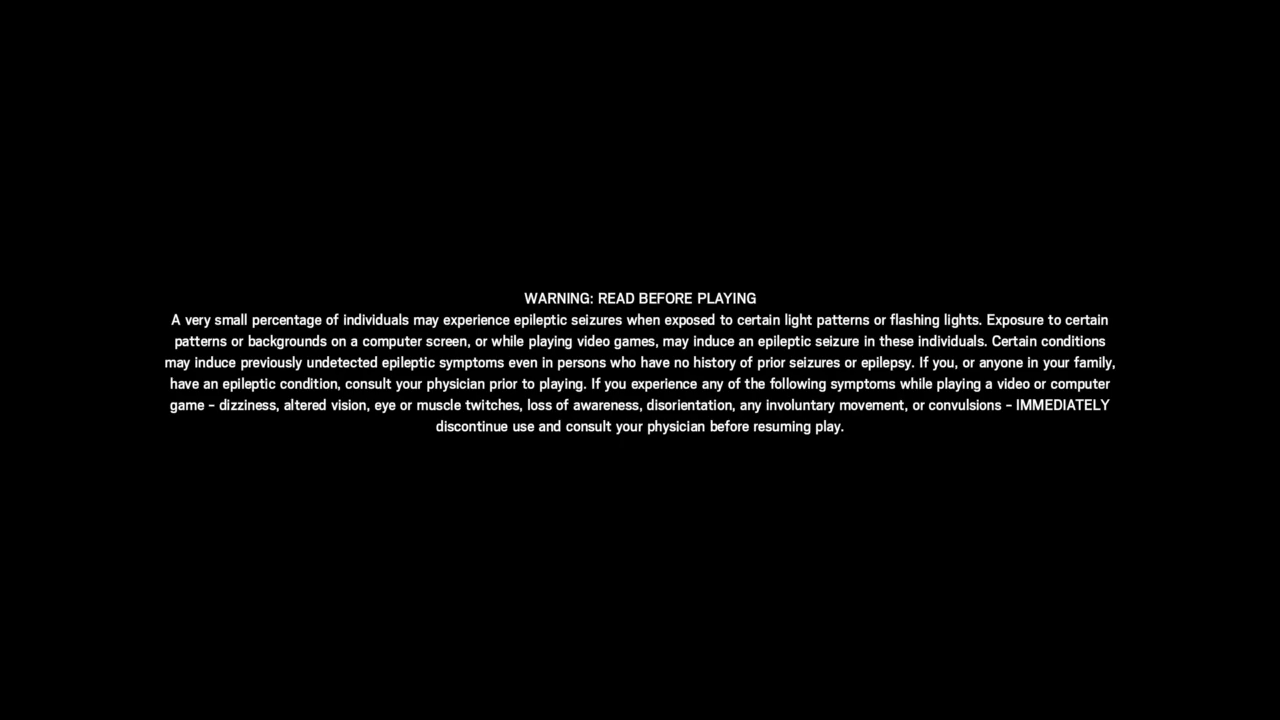 WARNING: READ BEFORE PLAYING
A very small percentage of individuals may experience epileptic seizures when exposed to certain light patterns or flashing lights. Exposure to certain
patterns or backgrounds on a computer screen, or while playing video games, may induce an epileptic seizure in these individuals. Certain conditions
may induce previously undetected epileptic symptoms even in persons who have no history of prior seizures or epilepsy. If you, or anyone in your family,
have an epileptic condition, consult your physician prior to playing. If you experience any of the following symptoms while playing a video or computer
game – dizziness, altered vision, eye or muscle twitches, loss of awareness, disorientation, any involuntary movement, or convulsions – IMMEDIATELY
discontinue use and consult your physician before resuming play.